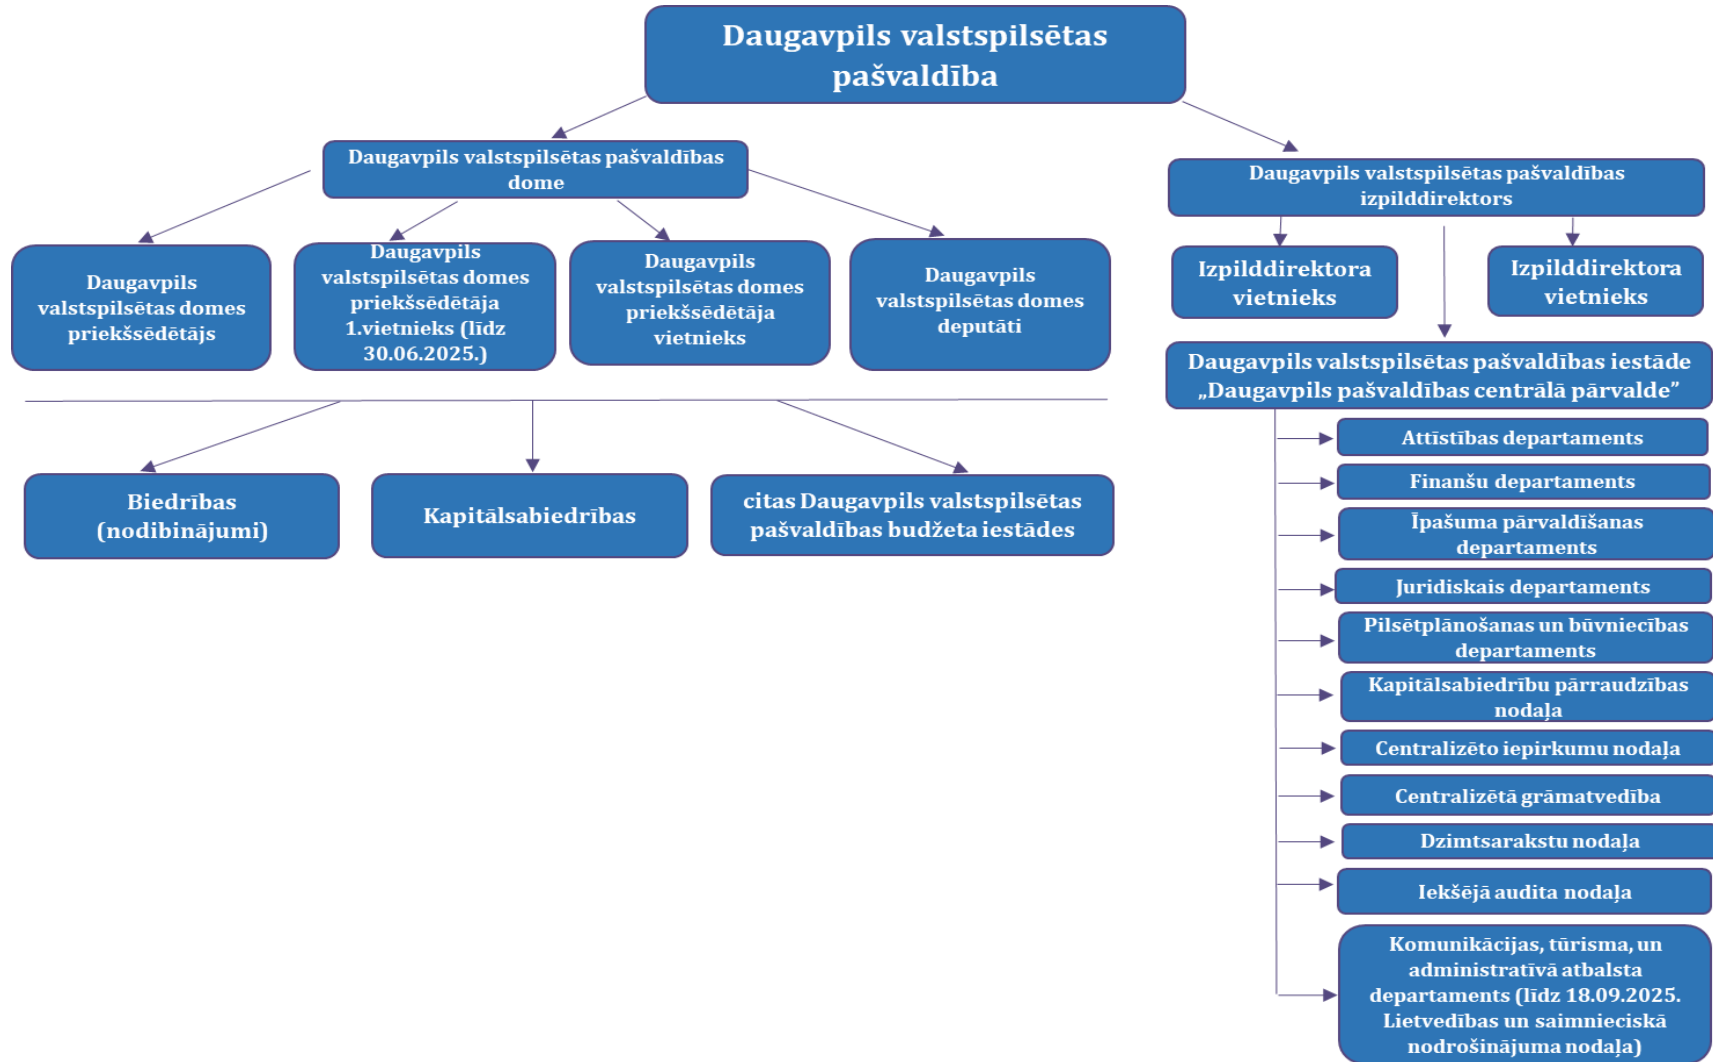 Daugavpils valstspilsētas
pašvaldība
Daugavpils valstspilsētas pašvaldības
dome
Daugavpils valstspilsētas pašvaldības
izpilddirektors
Daugavpils
valstspilsētas domes
priekšsēdētājs
Daugavpils
valstspilsētas domes
priekšsēdētāja
1.vietnieks (līdz
30.06.2025.)
Daugavpils
valstspilsētas domes
priekšsēdētāja
vietnieks
Daugavpils
valstspilsētas domes
deputāti
Izpilddirektora
vietnieks
Izpilddirektora
vietnieks
Biedrības
(nodibinājumi)
Kapitālsabiedrības
citas Daugavpils valstspilsētas
pašvaldības budžeta iestādes
Daugavpils valstspilsētas pašvaldības iestāde
„Daugavpils pašvaldības centrālā pārvalde”
Attīstības departaments
Finanšu departaments
Īpašuma pārvaldīšanas
departaments
Juridiskais departaments
Pilsētplānošanas un būvniecības
departaments
Kapitālsabiedrību pārraudzības
nodaļa
Centralizēto iepirkumu nodaļa
Centralizētā grāmatvedība
Dzimtsarakstu nodaļa
Iekšējā audita nodaļa
Komunikācijas, tūrisma, un
administratīvā atbalsta
departaments (līdz 18.09.2025.
Lietvedības un saimnieciskā
nodrošinājuma nodaļa)